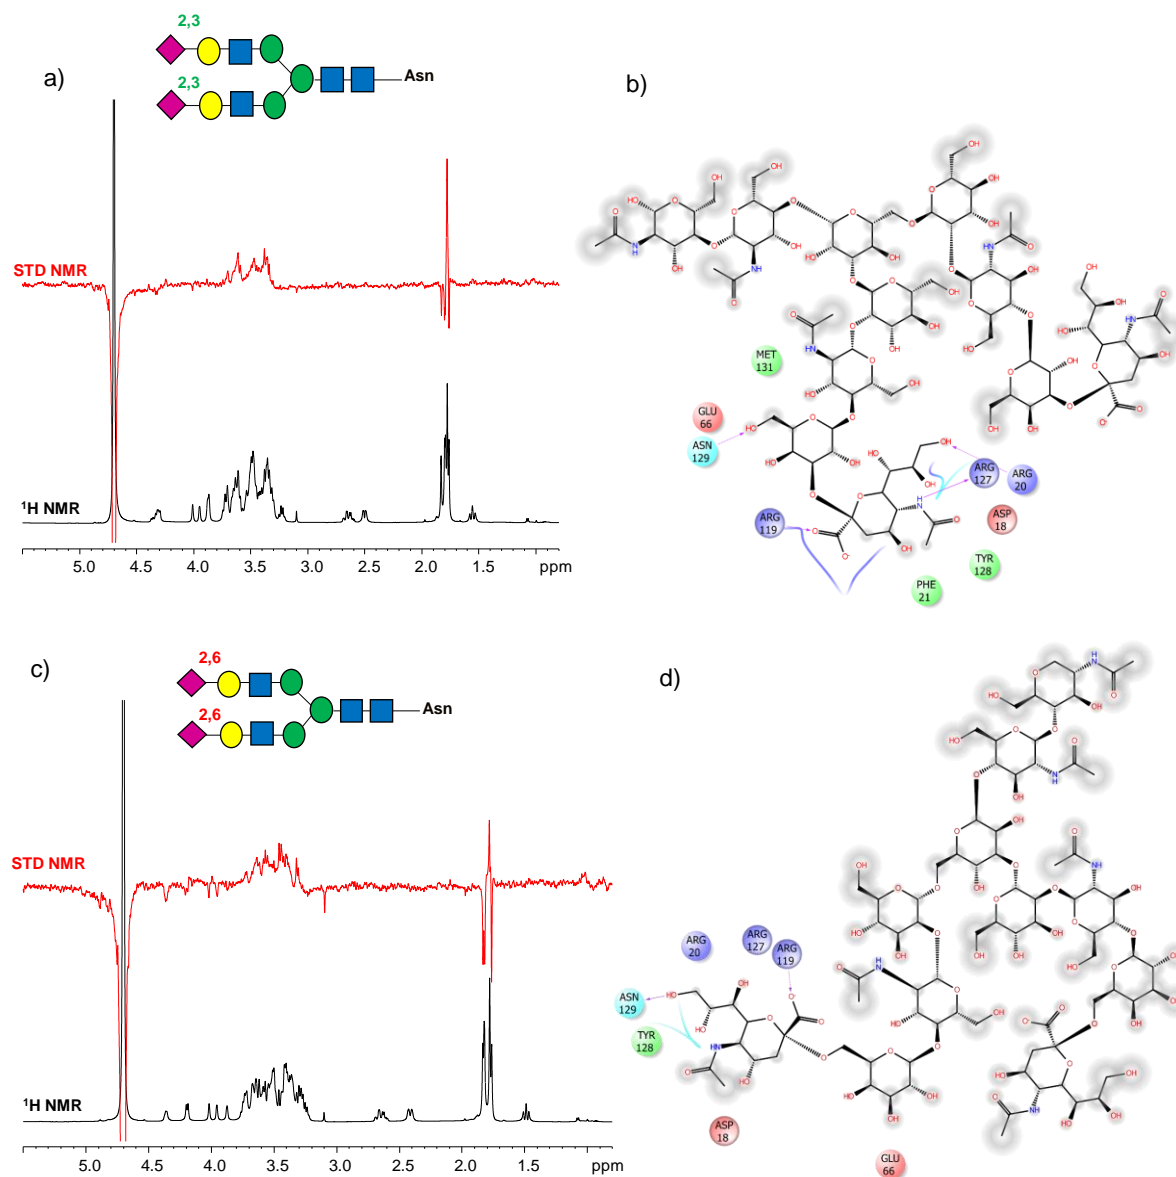 a)
2,3
2,3
Asn
STD NMR
¹H NMR
5.0 4.5 4.0 3.5 3.0 2.5 2.0 1.5 ppm
b)
MET 131
GLU 66
ASN 129
ARG 119
ARG 127
ARG 20
ASP 18
TYR 128
PHE 21
c)
2,6
2,6
Asn
STD NMR
¹H NMR
5.0 4.5 4.0 3.5 3.0 2.5 2.0 1.5 ppm
d)
ARG 20
ARG 127
ARG 119
ASN 129
TYR 128
ASP 18
GLU 66